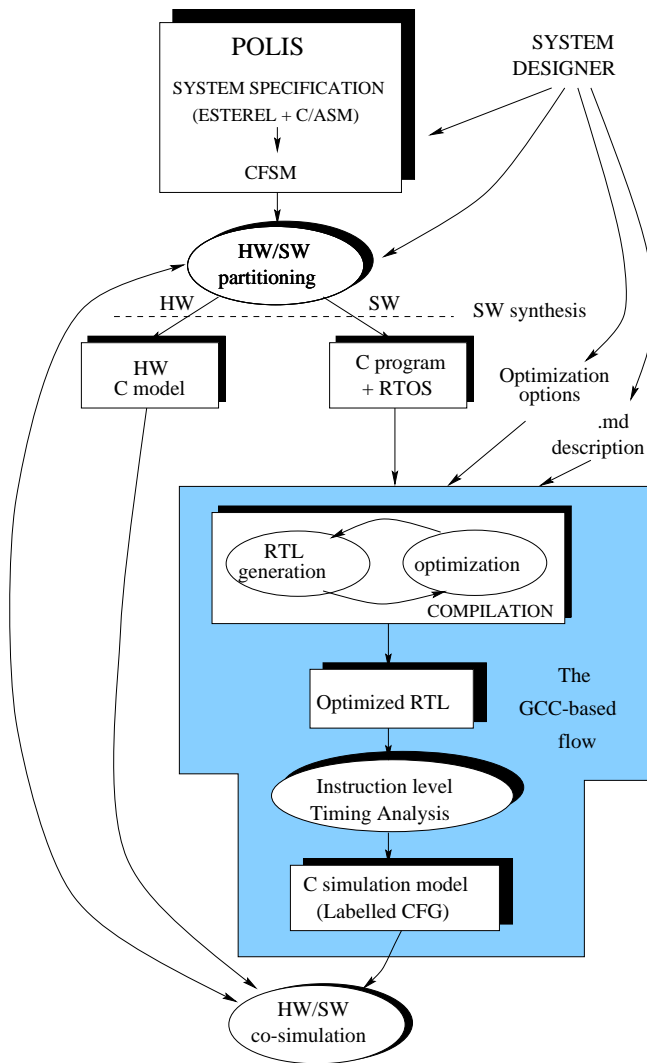 POLIS
SYSTEM SPECIFICATION
(ESTEREL + C/ASM)
CFSM
SYSTEM
DESIGNER
HW/SW
partitioning
HW
SW
SW synthesis
HW
C model
C program
+ RTOS
Optimization
options
.md
description
RTL
generation
optimization
COMPILATION
Optimized RTL
The
GCC-based
flow
Instruction level
Timing Analysis
C simulation model
(Labelled CFG)
HW/SW
co-simulation